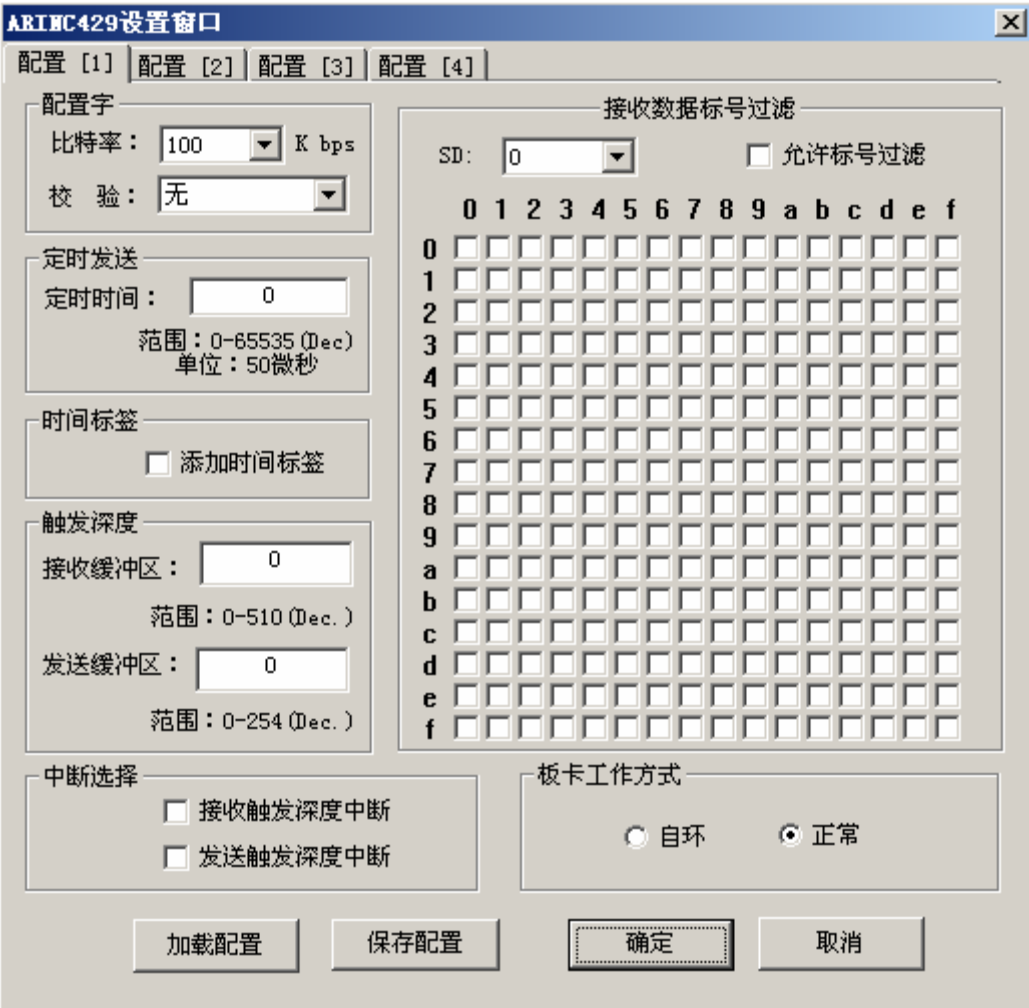 ARINC429设置窗口
配置 [1] 配置 [2] 配置 [3] 配置 [4]
配置字
比特率： 100 K bps
校 验： 无
定时发送
定时时间： 0
范围：0-65535(Dec)
单位：50微秒
时间标签
添加时间标签
触发深度
接收缓冲区： 0
范围：0-510(Dec.)
发送缓冲区： 0
范围：0-254(Dec.)
接收数据标号过滤
SD: 0 允许标号过滤
0 1 2 3 4 5 6 7 8 9 a b c d e f
0
1
2
3
4
5
6
7
8
9
a
b
c
d
e
f
中断选择
接收触发深度中断
发送触发深度中断
板卡工作方式
自环 正常
加载配置 保存配置 确定 取消